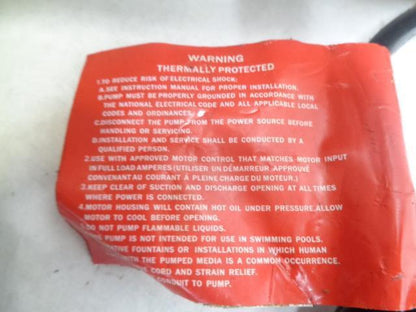 WARNING
THERMALLY PROTECTED
1.TO REDUCE RISK OF ELECTRICAL SHOCK:
A.SEE INSTRUCTION MANUAL FOR PROPER INSTALLATION.
B.PUMP MUST BE PROPERLY GROUNDED IN ACCORDANCE WITH
THE NATIONAL ELECTRICAL CODE AND ALL APPLICABLE LOCAL
CODES AND ORDINANCES.
C.DISCONNECT THE PUMP FROM THE POWER SOURCE BEFORE
HANDLING OR SERVICING.
D.INSTALLATION AND SERVICE SHALL BE CONDUCTED BY A
QUALIFIED PERSON.
2.USE WITH APPROVED MOTOR CONTROL THAT MATCHES MOTOR INPUT
IN FULL LOAD AMPERES (UTILISER UN DÉMARREUR APPROUVÉ
CONVENANT AU COURANT À PLEINE CHARGE DU MOTEUR.)
3.KEEP CLEAR OF SUCTION AND DISCHARGE OPENING AT ALL TIMES
WHERE POWER IS CONNECTED.
4.MOTOR HOUSING WILL CONTAIN HOT OIL UNDER PRESSURE.ALLOW
MOTOR TO COOL BEFORE OPENING.
DO NOT PUMP FLAMMABLE LIQUIDS.
PUMP IS NOT INTENDED FOR USE IN SWIMMING POOLS.
FOUNTAINS OR INSTALLATIONS IN WHICH HUMAN
WITH THE PUMPED MEDIA IS A COMMON OCCURRENCE.
CORD AND STRAIN RELIEF.
CONDUIT TO PUMP.